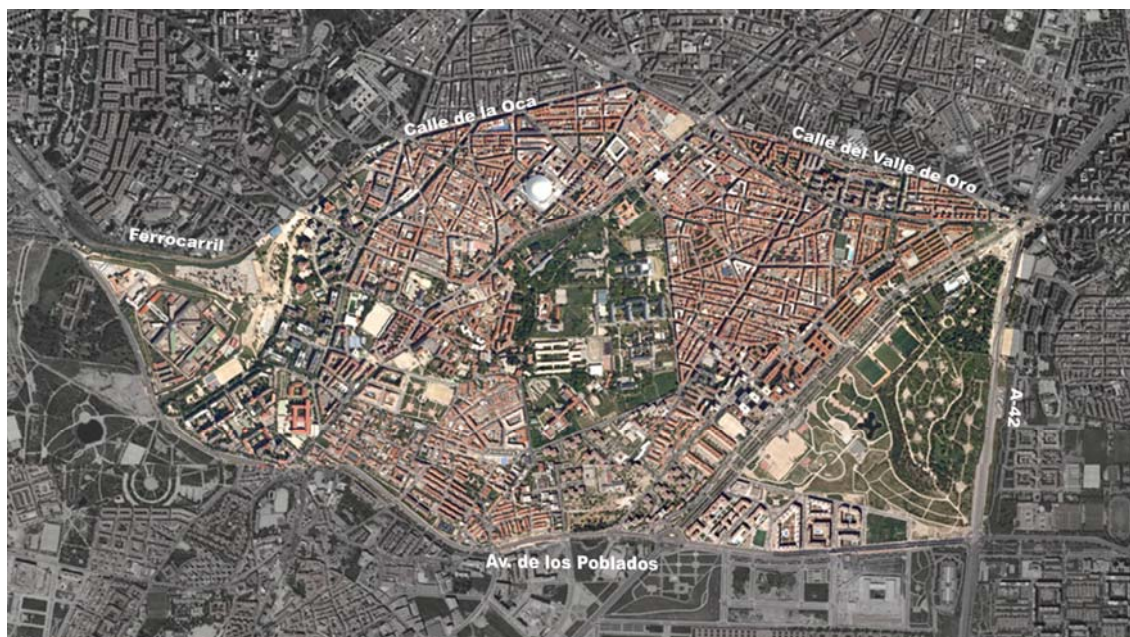 Calle de la Oca
Calle del Valle de Oro
Ferrocarril
A-42
Av. de los Poblados